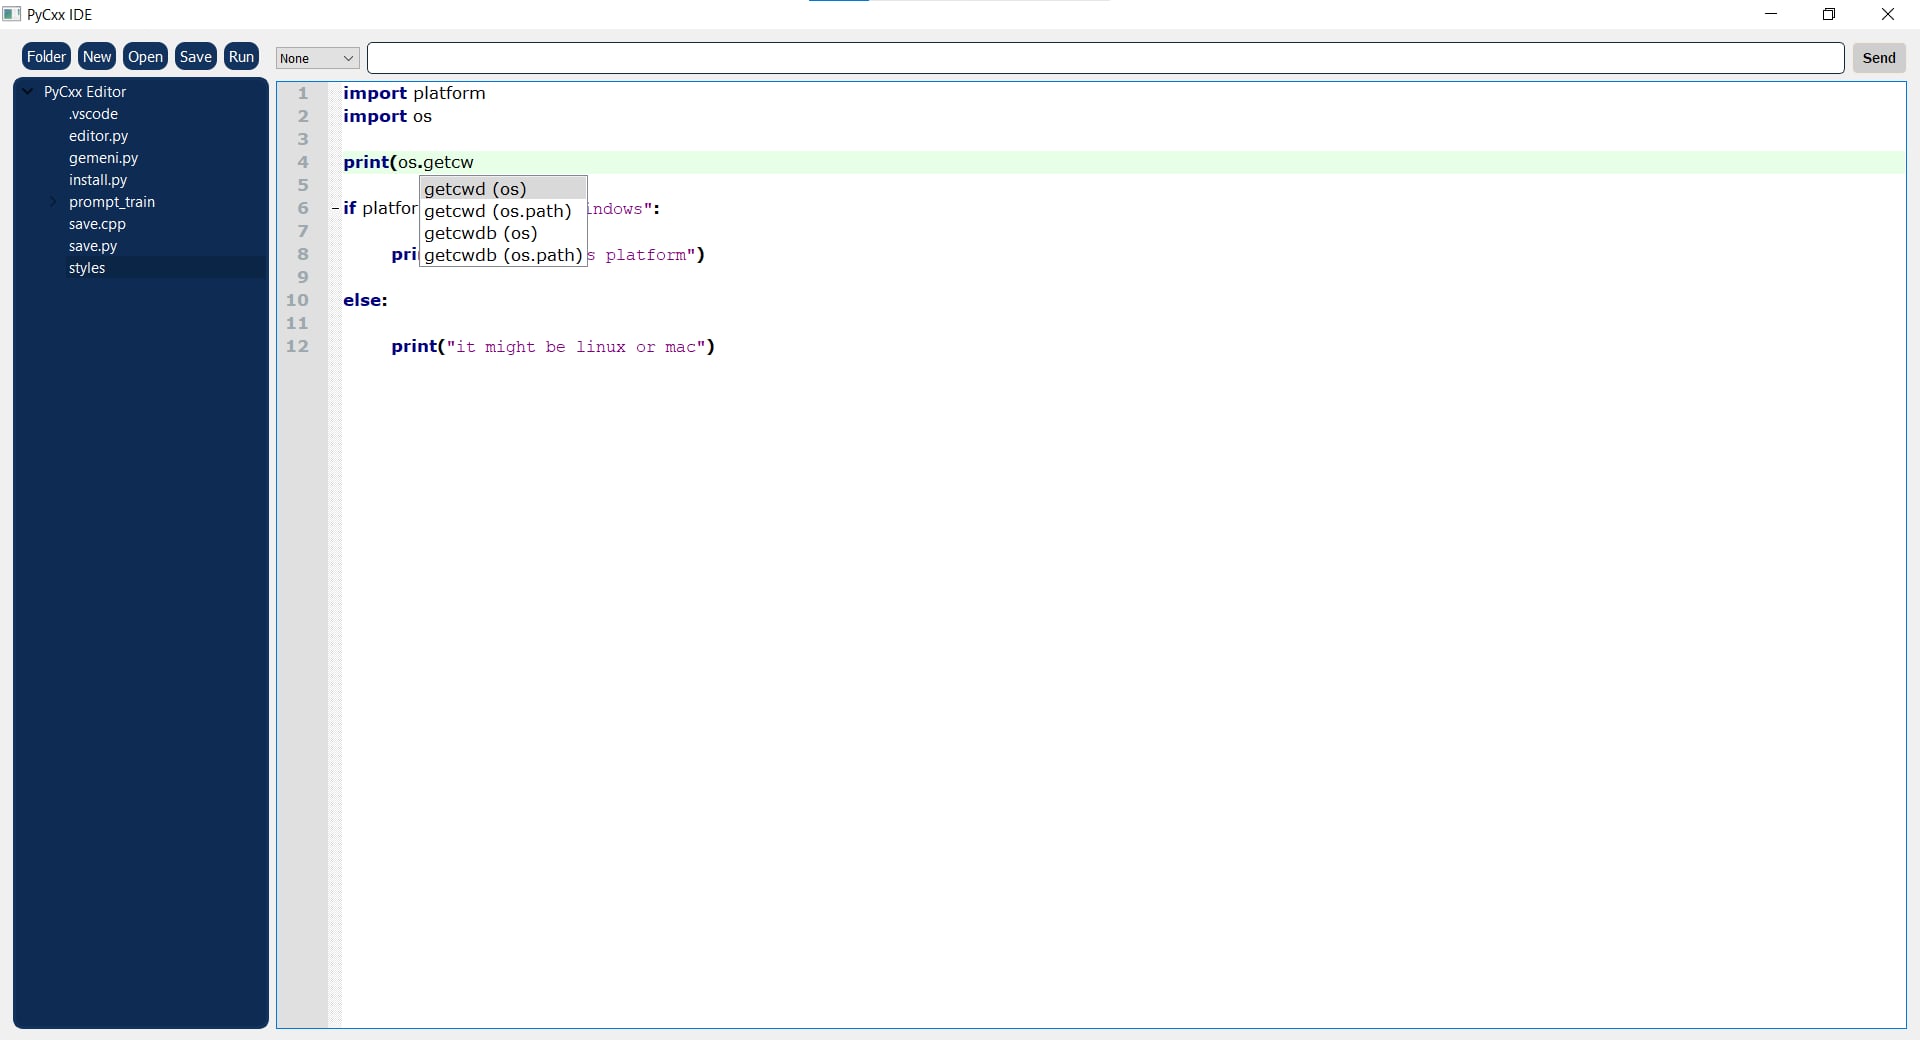 PyCxx IDE
Folder New Open Save Run None Send
PyCxx Editor
.vscode
editor.py
gemeni.py
install.py
prompt_train
save.cpp
save.py
styles
1 import platform
2 import os
3
4 print(os.getcw
5
getcwd (os)
getcwd (os.path)
getcwdb (os)
getcwdb (os.path)
6 if platfor indows":
7
8 pri s platform")
9
10 else:
11
12 print("it might be linux or mac")